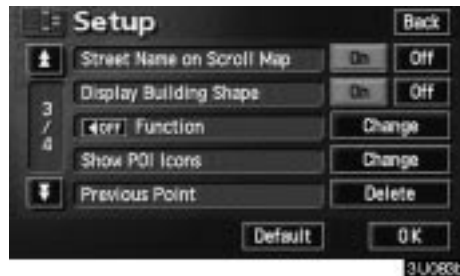 Setup
Back
Street Name on Scroll Map On Off
Display Building Shape On Off
3/4
◄OFF Function Change
Show POI Icons Change
Previous Point Delete
Default OK